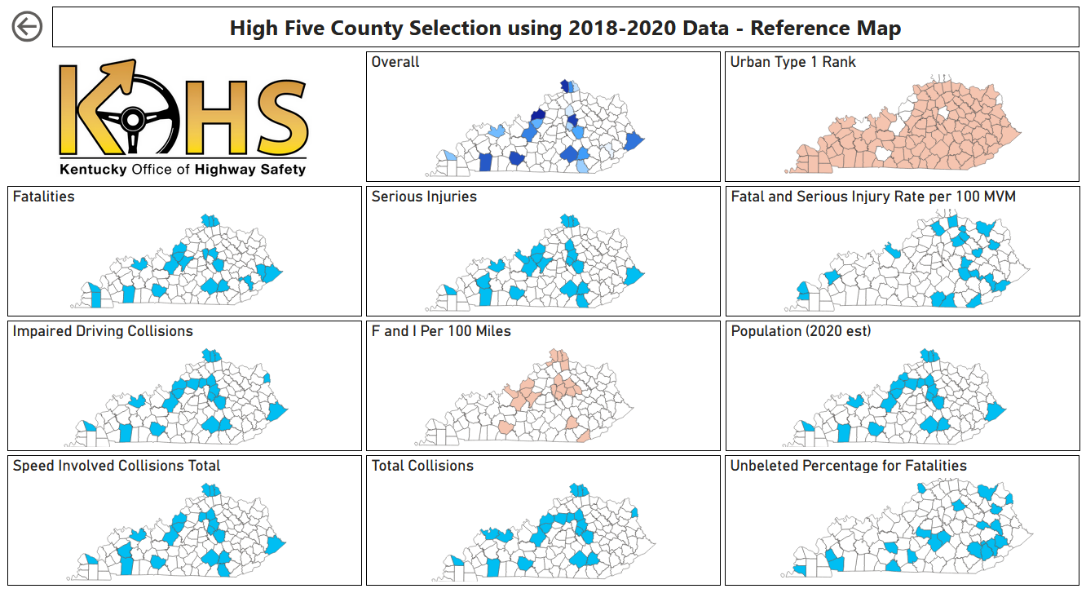 High Five County Selection using 2018-2020 Data - Reference Map
KOHS
Kentucky Office of Highway Safety
Overall
Urban Type 1 Rank
Fatalities
Serious Injuries
Fatal and Serious Injury Rate per 100 MVM
Impaired Driving Collisions
F and I Per 100 Miles
Population (2020 est)
Speed Involved Collisions Total
Total Collisions
Unbeleted Percentage for Fatalities